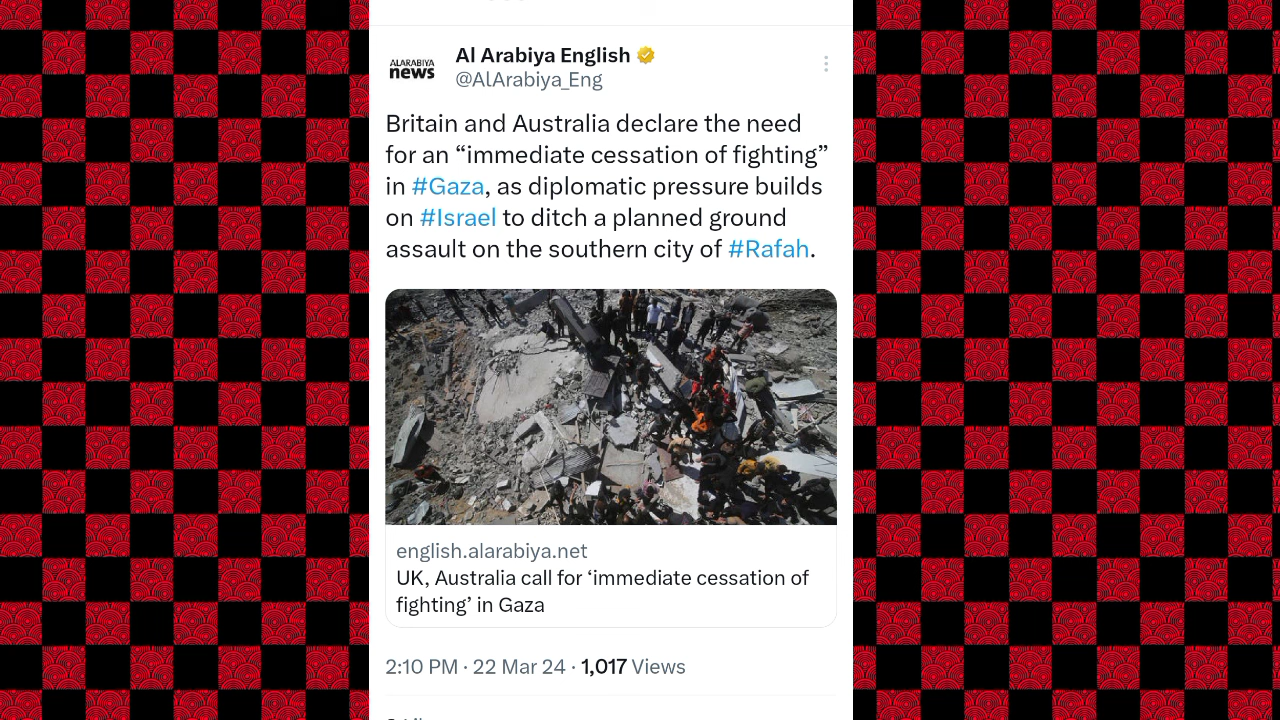 ALARABIYA
news
Al Arabiya English
@AlArabiya_Eng
Britain and Australia declare the need
for an “immediate cessation of fighting”
in #Gaza, as diplomatic pressure builds
on #Israel to ditch a planned ground
assault on the southern city of #Rafah.
english.alarabiya.net
UK, Australia call for ‘immediate cessation of
fighting’ in Gaza
2:10 PM · 22 Mar 24 · 1,017 Views